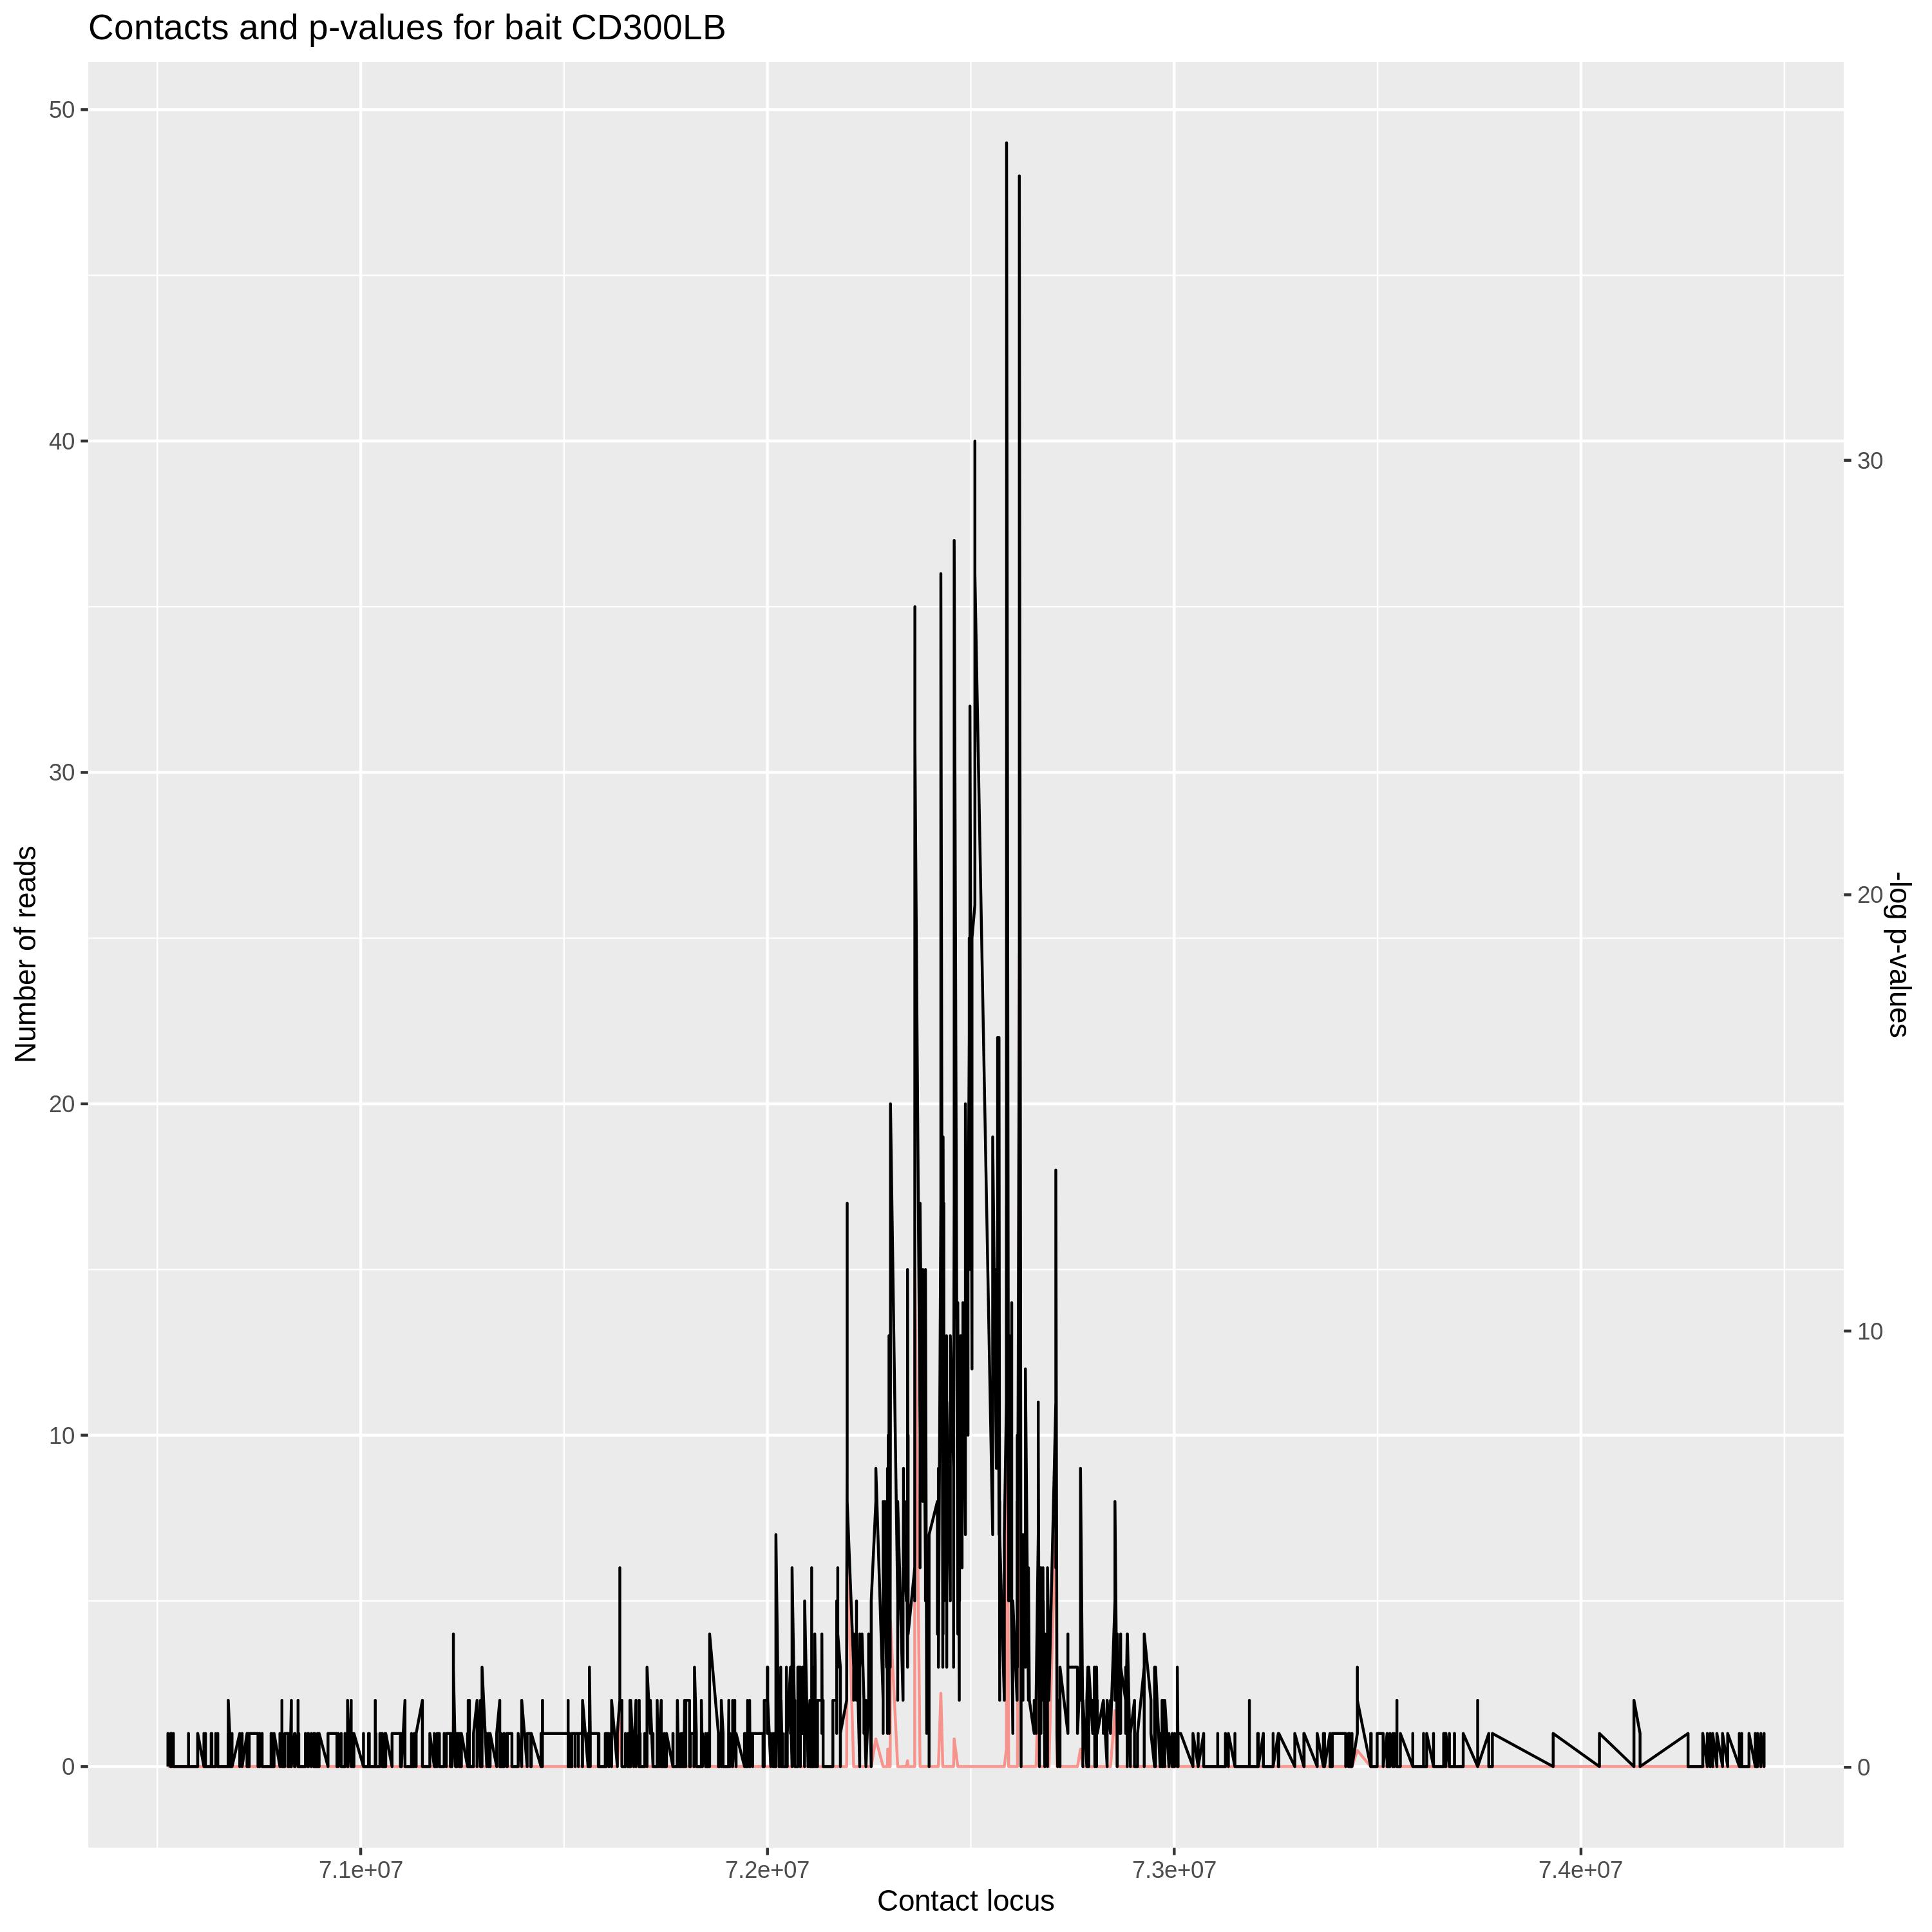 Contacts and p-values for bait CD300LB
50
40
30
20
10
0
Number of reads
30
20
10
0
-log p-values
7.1e+07 7.2e+07 7.3e+07 7.4e+07
Contact locus